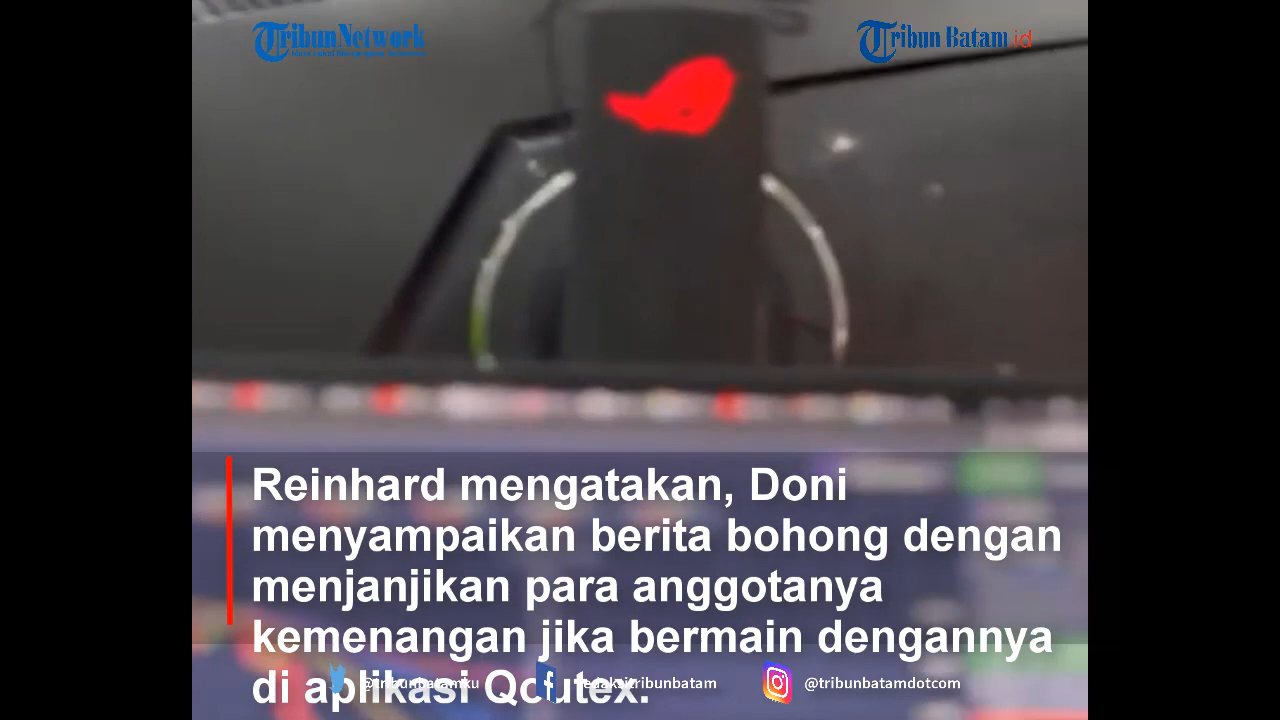 TribunNetwork
Tribun Batam.id
Reinhard mengatakan, Doni
menyampaikan berita bohong dengan
menjanjikan para anggotanya
kemenangan jika bermain dengannya
di aplikasi
@tribunbatamku
@tribunbatamdotcom